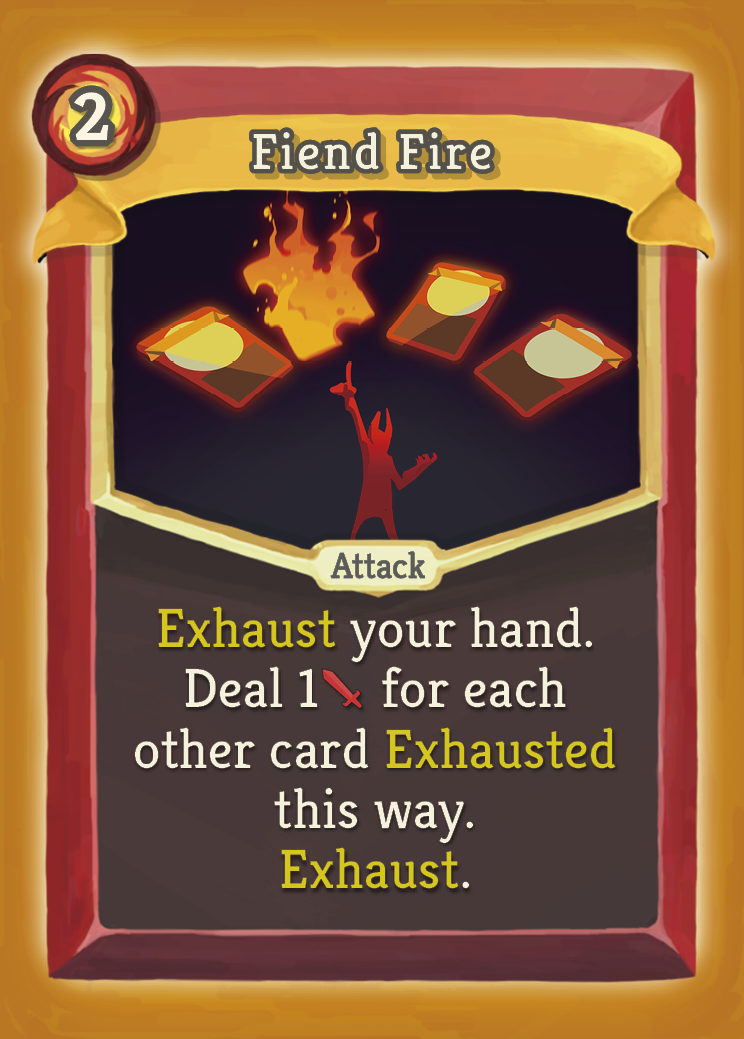 2
Fiend Fire
Attack
Exhaust your hand.
Deal 1 for each
other card Exhausted
this way.
Exhaust.